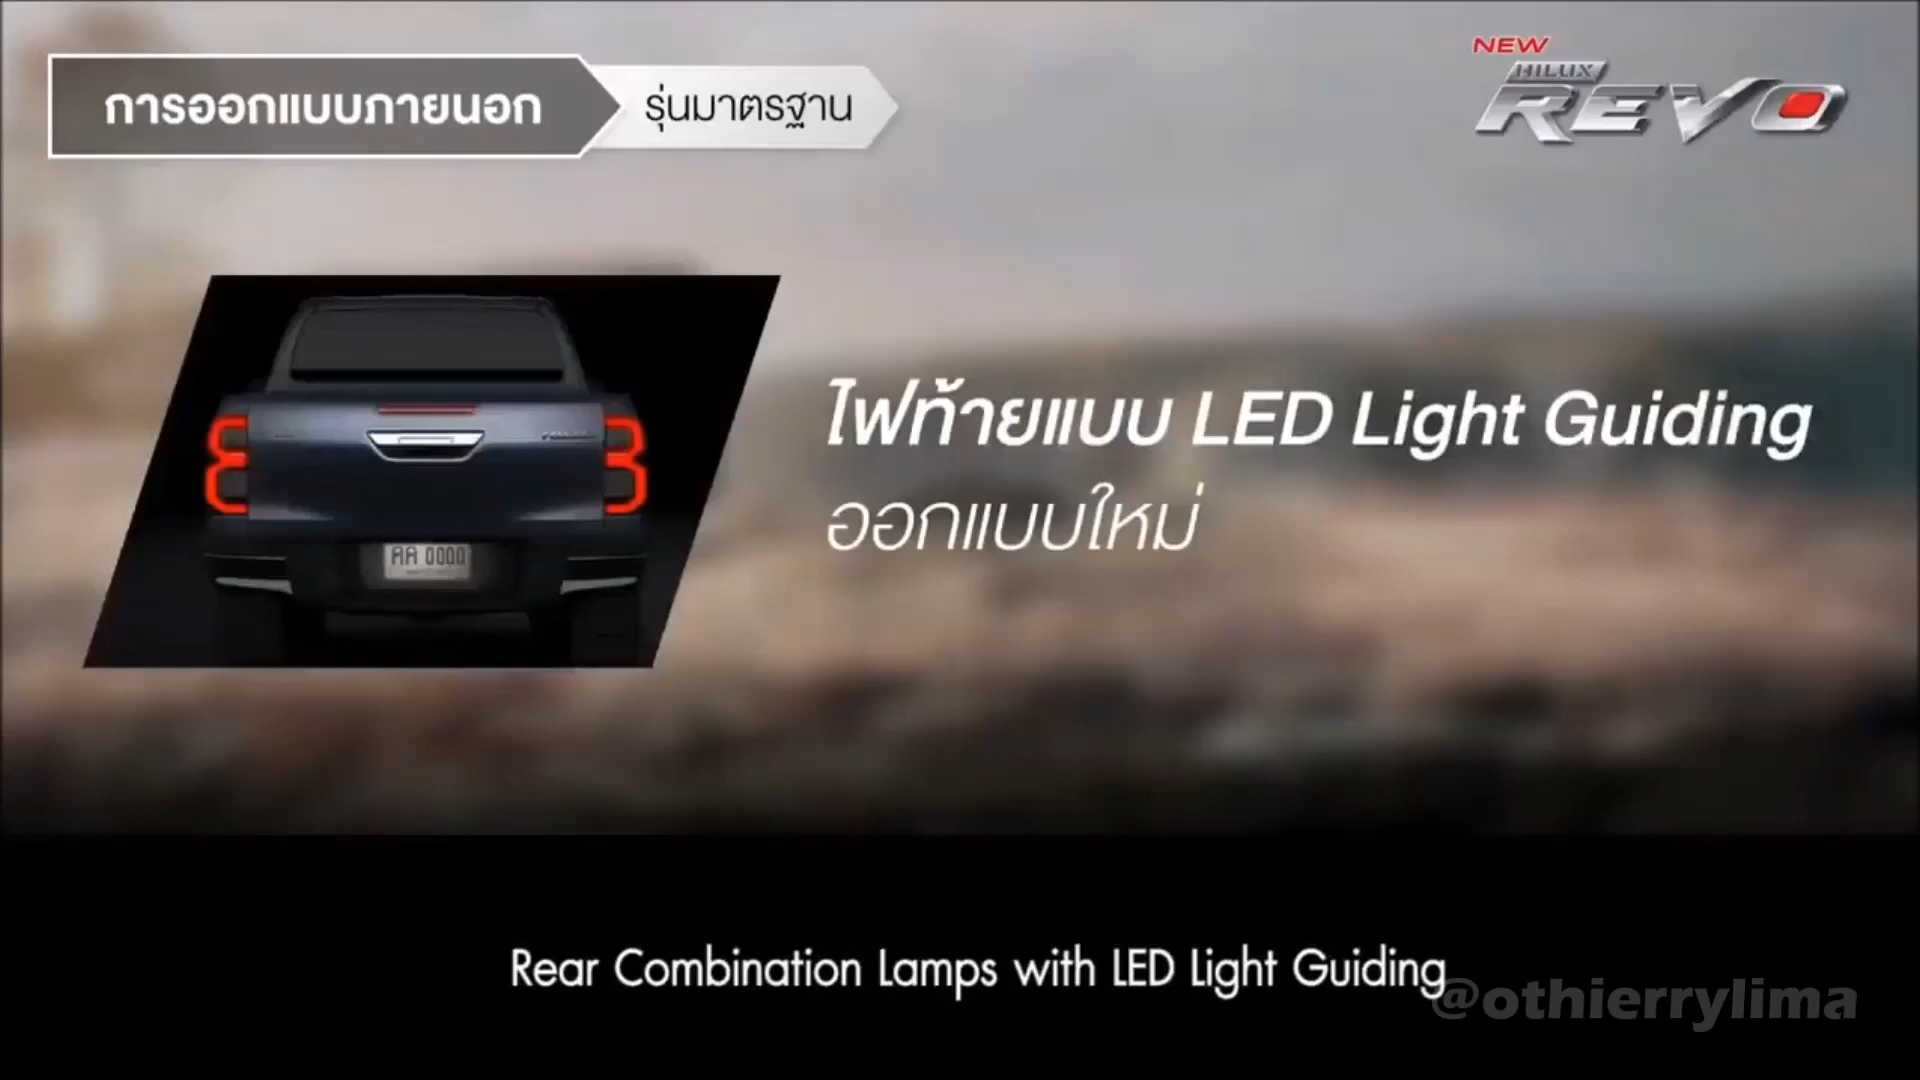 การออกแบบภายนอก
รุ่นมาตรฐาน
NEW
HILUX
REVO
ไฟท้ายแบบ LED Light Guiding
ออกแบบใหม่
Rear Combination Lamps with LED Light Guiding
@othierrylima